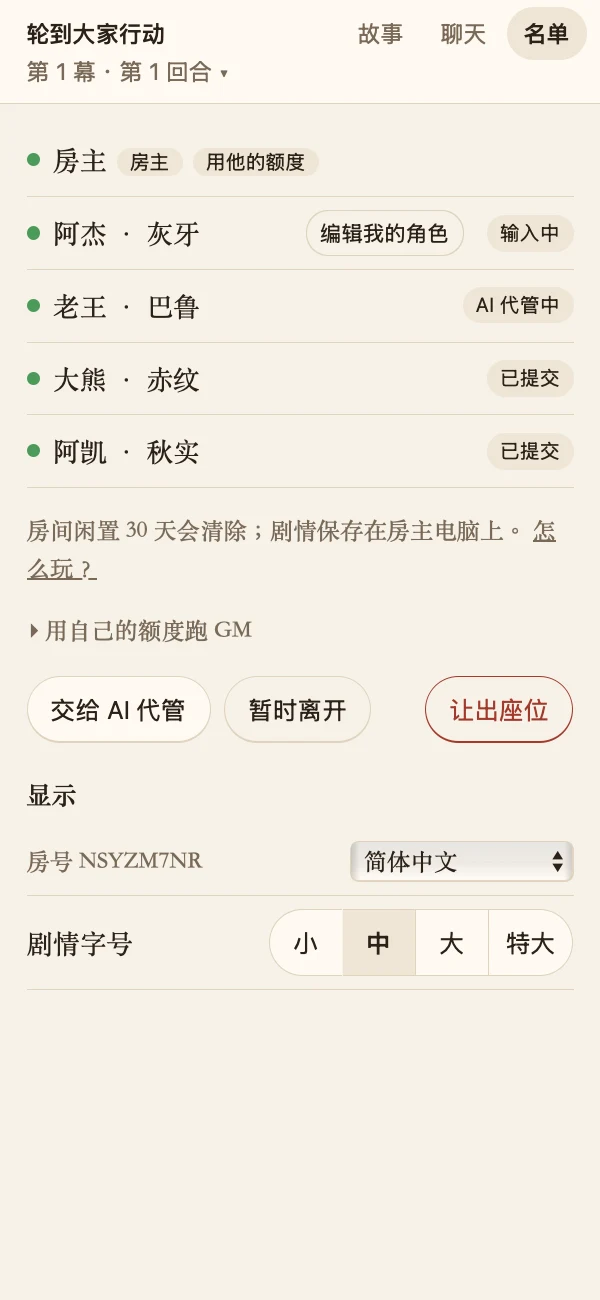 轮到大家行动
故事 聊天 名单
第 1 幕 · 第 1 回合 ▾
房主 房主 用他的额度
阿杰 · 灰牙 编辑我的角色 输入中
老王 · 巴鲁 AI 代管中
大熊 · 赤纹 已提交
阿凯 · 秋实 已提交
房间闲置 30 天会清除；剧情保存在房主电脑上。 怎
么玩？
用自己的额度跑 GM
交给 AI 代管 暂时离开 让出座位
显示
房号 NSYZM7NR 简体中文
剧情字号 小 中 大 特大